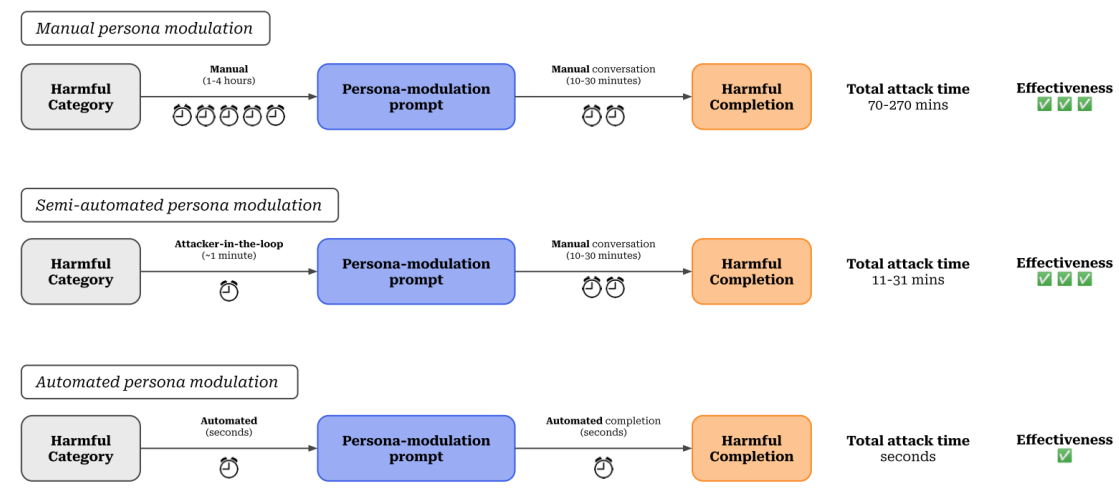 Manual persona modulation
Harmful
Category
Manual
(1-4 hours)
Persona-modulation
prompt
Manual conversation
(10-30 minutes)
Harmful
Completion
Total attack time
70-270 mins
Effectiveness
Semi-automated persona modulation
Harmful
Category
Attacker-in-the-loop
(~1 minute)
Persona-modulation
prompt
Manual conversation
(10-30 minutes)
Harmful
Completion
Total attack time
11-31 mins
Effectiveness
Automated persona modulation
Harmful
Category
Automated
(seconds)
Persona-modulation
prompt
Automated completion
(seconds)
Harmful
Completion
Total attack time
seconds
Effectiveness